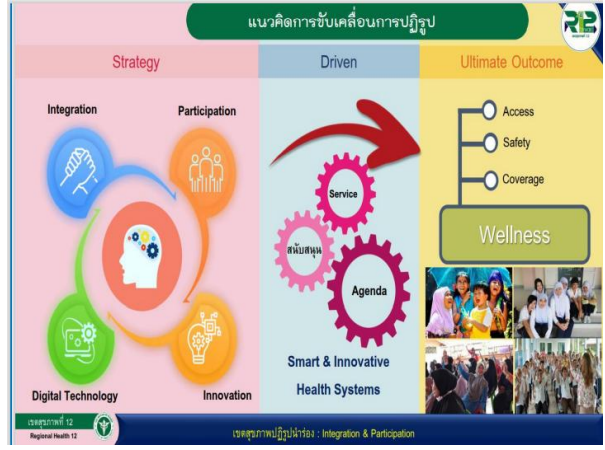 แนวคิดการขับเคลื่อนการปฏิรูป
R12
Strategy
Driven
Ultimate Outcome
Integration
Participation
Digital Technology
Innovation
Service
สนับสนุน
Agenda
Smart & Innovative
Health Systems
Access
Safety
Coverage
Wellness
เขตสุขภาพที่ 12
Regional Health 12
เขตสุขภาพปฏิรูปนำร่อง : Integration & Participation